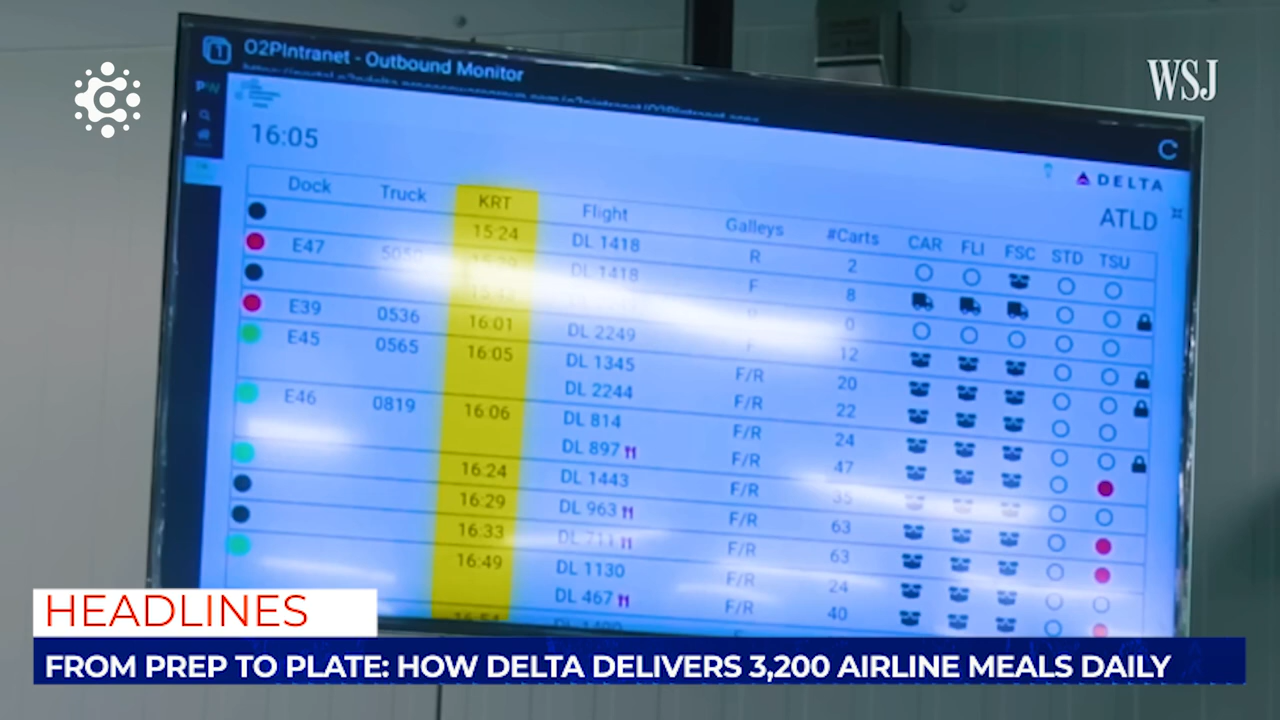 O2PIntranet - Outbound Monitor
WSJ
16:05
DELTA
ATLD
Dock Truck KRT Flight Galleys #Carts CAR FLI FSC STD TSU
15:24 DL 1418 R 2
E47 DL 1418 F 8
0
E39 0536 16:01 DL 2249 F 12
E45 0565 16:05 DL 1345 F/R 20
DL 2244 F/R 22
E46 0819 16:06 DL 814 F/R 24
DL 897 F/R 47
16:24 DL 1443 F/R 35
16:29 DL 963 F/R 63
16:33 DL 711 F/R 63
16:49 DL 1130 F/R 24
DL 467 F/R 40
HEADLINES
FROM PREP TO PLATE: HOW DELTA DELIVERS 3,200 AIRLINE MEALS DAILY